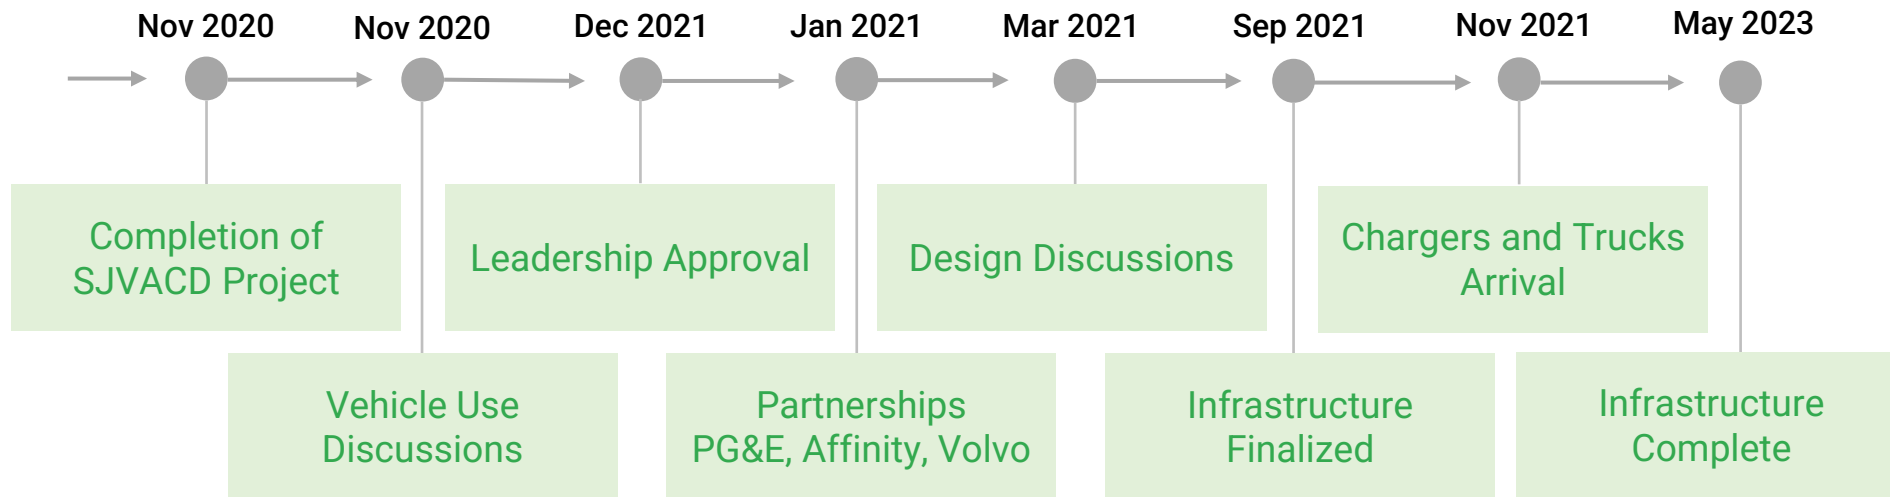 Nov 2020
Nov 2020
Dec 2021
Jan 2021
Mar 2021
Sep 2021
Nov 2021
May 2023
Completion of
SJVACD Project
Vehicle Use
Discussions
Leadership Approval
Partnerships
PG&E, Affinity, Volvo
Design Discussions
Infrastructure
Finalized
Chargers and Trucks
Arrival
Infrastructure
Complete